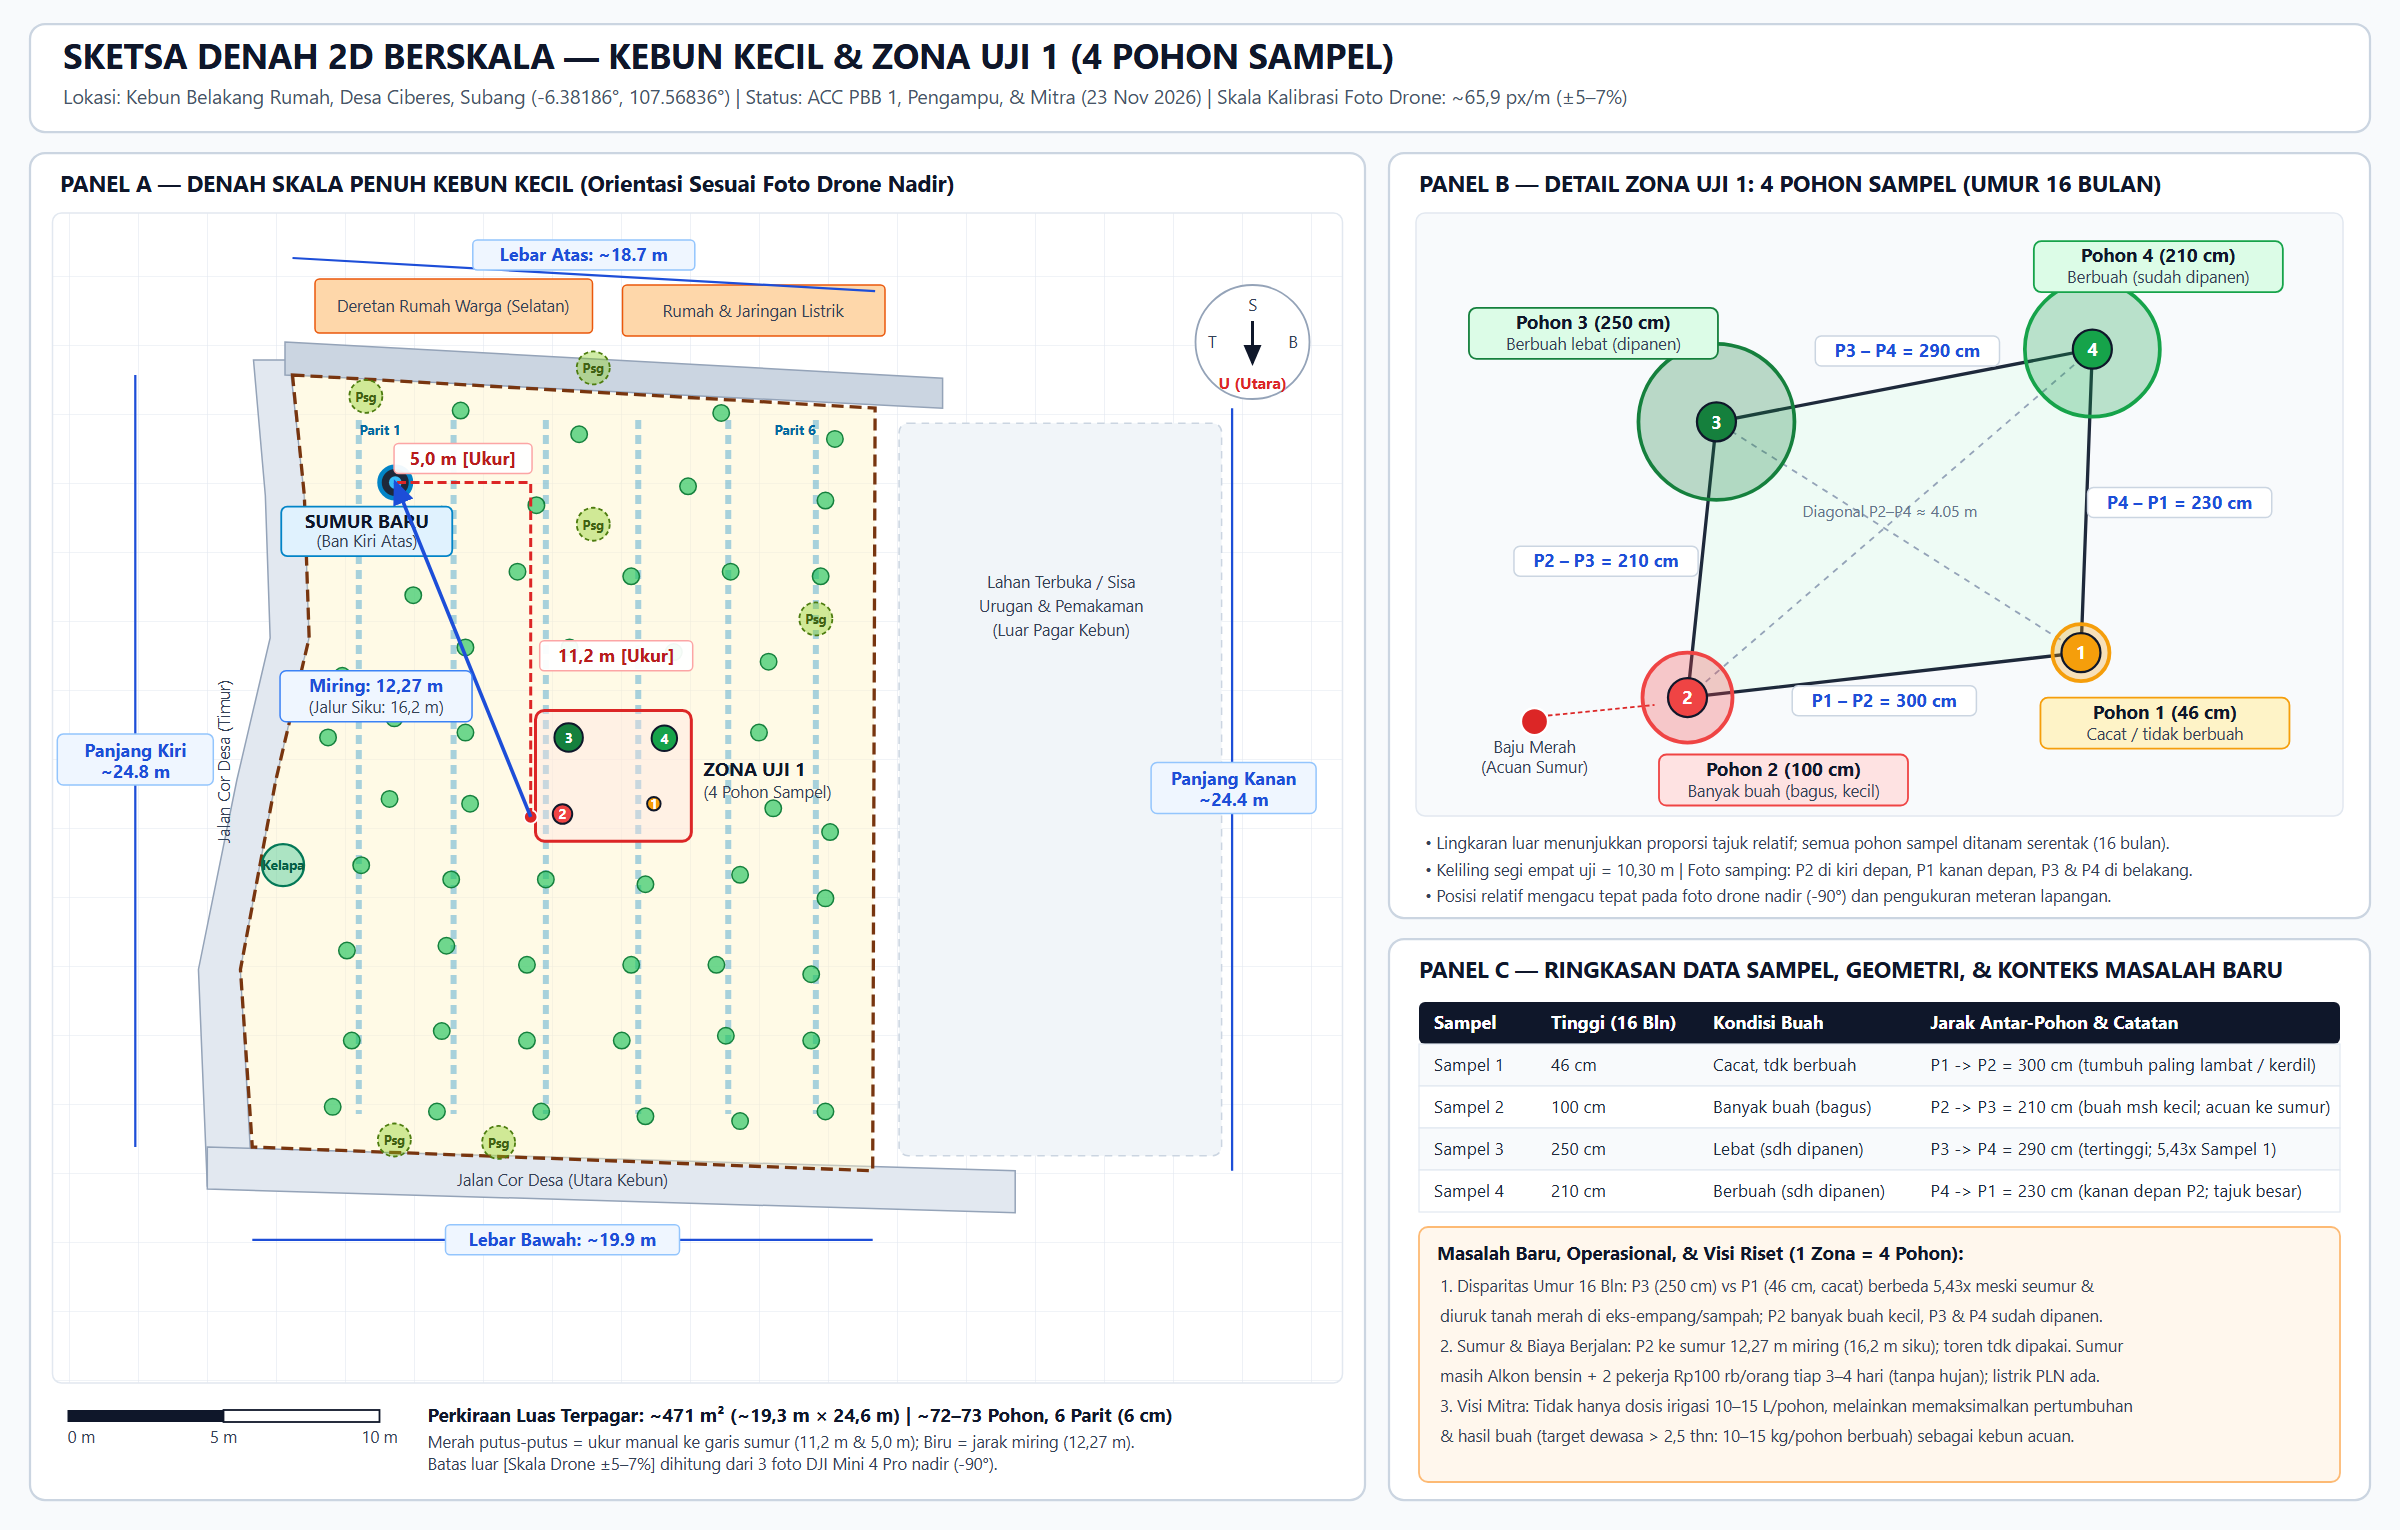 SKETSA DENAH 2D BERSKALA — KEBUN KECIL & ZONA UJI 1 (4 POHON SAMPEL)
Lokasi: Kebun Belakang Rumah, Desa Ciberes, Subang (-6.38186°, 107.56836°) | Status: ACC PBB 1, Pengampu, & Mitra (23 Nov 2026) | Skala Kalibrasi Foto Drone: ~65,9 px/m (±5–7%)
PANEL A — DENAH SKALA PENUH KEBUN KECIL (Orientasi Sesuai Foto Drone Nadir)
Lebar Atas: ~18.7 m
Deretan Rumah Warga (Selatan)
Rumah & Jaringan Listrik
S
T
B
U (Utara)
Psg
Psg
Parit 1
Parit 6
5,0 m [Ukur]
SUMUR BARU
(Ban Kiri Atas)
Psg
Lahan Terbuka / Sisa
Urugan & Pemakaman
(Luar Pagar Kebun)
Psg
11,2 m [Ukur]
Miring: 12,27 m
(Jalur Siku: 16,2 m)
Jalan Cor Desa (Timur)
Panjang Kiri
~24.8 m
3
4
2
1
ZONA UJI 1
(4 Pohon Sampel)
Panjang Kanan
~24.4 m
Kelapa
Psg
Psg
Jalan Cor Desa (Utara Kebun)
Lebar Bawah: ~19.9 m
0 m
5 m
10 m
Perkiraan Luas Terpagar: ~471 m² (~19,3 m × 24,6 m) | ~72–73 Pohon, 6 Parit (6 cm)
Merah putus-putus = ukur manual ke garis sumur (11,2 m & 5,0 m); Biru = jarak miring (12,27 m).
Batas luar [Skala Drone ±5–7%] dihitung dari 3 foto DJI Mini 4 Pro nadir (-90°).
PANEL B — DETAIL ZONA UJI 1: 4 POHON SAMPEL (UMUR 16 BULAN)
Pohon 4 (210 cm)
Berbuah (sudah dipanen)
Pohon 3 (250 cm)
Berbuah lebat (dipanen)
P3 – P4 = 290 cm
4
3
P4 – P1 = 230 cm
Diagonal P2–P4 ≈ 4.05 m
P2 – P3 = 210 cm
1
2
P1 – P2 = 300 cm
Baju Merah
(Acuan Sumur)
Pohon 1 (46 cm)
Cacat / tidak berbuah
Pohon 2 (100 cm)
Banyak buah (bagus, kecil)
• Lingkaran luar menunjukkan proporsi tajuk relatif; semua pohon sampel ditanam serentak (16 bulan).
• Keliling segi empat uji = 10,30 m | Foto samping: P2 di kiri depan, P1 kanan depan, P3 & P4 di belakang.
• Posisi relatif mengacu tepat pada foto drone nadir (-90°) dan pengukuran meteran lapangan.
PANEL C — RINGKASAN DATA SAMPEL, GEOMETRI, & KONTEKS MASALAH BARU
Sampel Tinggi (16 Bln) Kondisi Buah Jarak Antar-Pohon & Catatan
Sampel 1 46 cm Cacat, tdk berbuah P1 -> P2 = 300 cm (tumbuh paling lambat / kerdil)
Sampel 2 100 cm Banyak buah (bagus) P2 -> P3 = 210 cm (buah msh kecil; acuan ke sumur)
Sampel 3 250 cm Lebat (sdh dipanen) P3 -> P4 = 290 cm (tertinggi; 5,43x Sampel 1)
Sampel 4 210 cm Berbuah (sdh dipanen) P4 -> P1 = 230 cm (kanan depan P2; tajuk besar)
Masalah Baru, Operasional, & Visi Riset (1 Zona = 4 Pohon):
1. Disparitas Umur 16 Bln: P3 (250 cm) vs P1 (46 cm, cacat) berbeda 5,43x meski seumur &
diuruk tanah merah di eks-empang/sampah; P2 banyak buah kecil, P3 & P4 sudah dipanen.
2. Sumur & Biaya Berjalan: P2 ke sumur 12,27 m miring (16,2 m siku); toren tdk dipakai. Sumur
masih Alkon bensin + 2 pekerja Rp100 rb/orang tiap 3–4 hari (tanpa hujan); listrik PLN ada.
3. Visi Mitra: Tidak hanya dosis irigasi 10–15 L/pohon, melainkan memaksimalkan pertumbuhan
& hasil buah (target dewasa > 2,5 thn: 10–15 kg/pohon berbuah) sebagai kebun acuan.